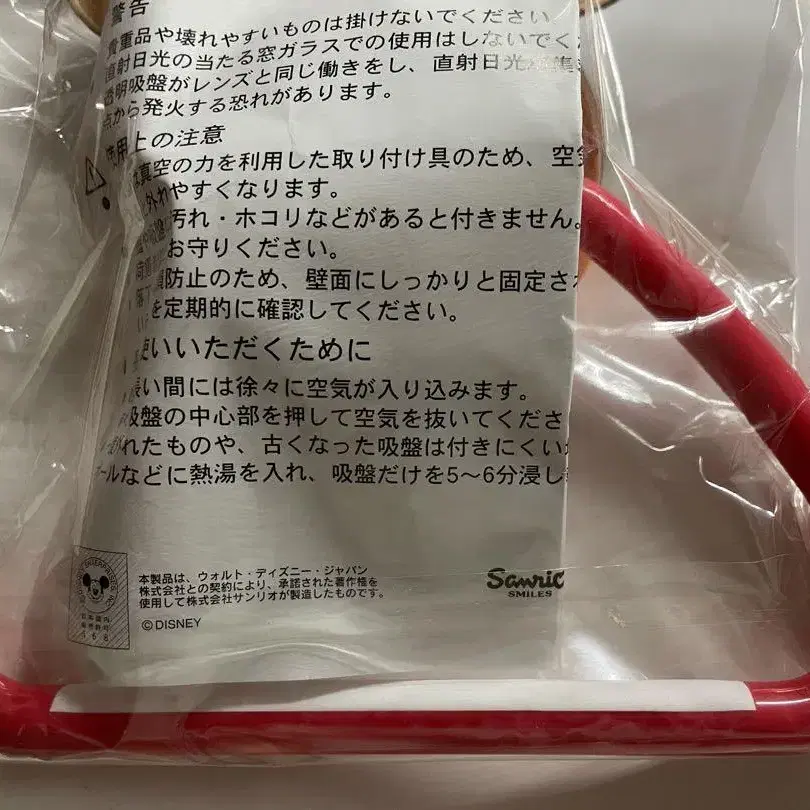 警告
貴重品や壊れやすいものは掛けないでください
直射日光の当たる窓ガラスでの使用はしないでくだ
透明吸盤がレンズと同じ働きをし、直射日光が集
点から発火する恐れがあります。
使用上の注意
は真空の力を利用した取り付け具のため、空気
外れやすくなります。
汚れ・ホコリなどがあると付きません。
お守りください。
防止のため、壁面にしっかりと固定され
を定期的に確認してください。
使いいただくために
長い間には徐々に空気が入り込みます。
吸盤の中心部を押して空気を抜いてくださ
れたものや、古くなった吸盤は付きにくい
ールなどに熱湯を入れ、吸盤だけを5〜6分浸し
本製品は、ウォルト・ディズニー・ジャパン
株式会社との契約により、承諾された著作権を
使用して株式会社サンリオが製造したものです。
©DISNEY
Sanrio
SMILES
日本国内
168